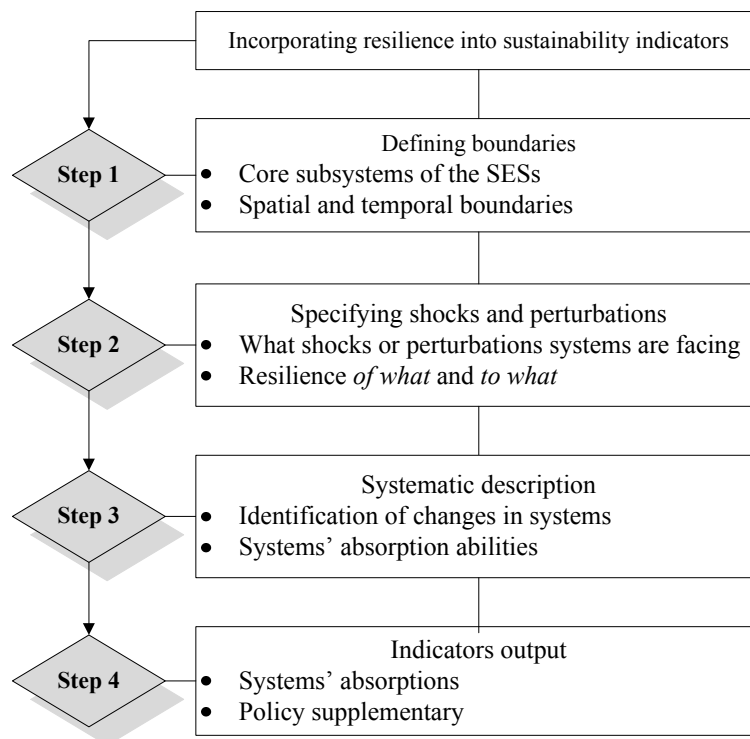 Incorporating resilience into sustainability indicators
Step 1
Defining boundaries
• Core subsystems of the SESs
• Spatial and temporal boundaries
Step 2
Specifying shocks and perturbations
• What shocks or perturbations systems are facing
• Resilience of what and to what
Step 3
Systematic description
• Identification of changes in systems
• Systems’ absorption abilities
Step 4
Indicators output
• Systems’ absorptions
• Policy supplementary